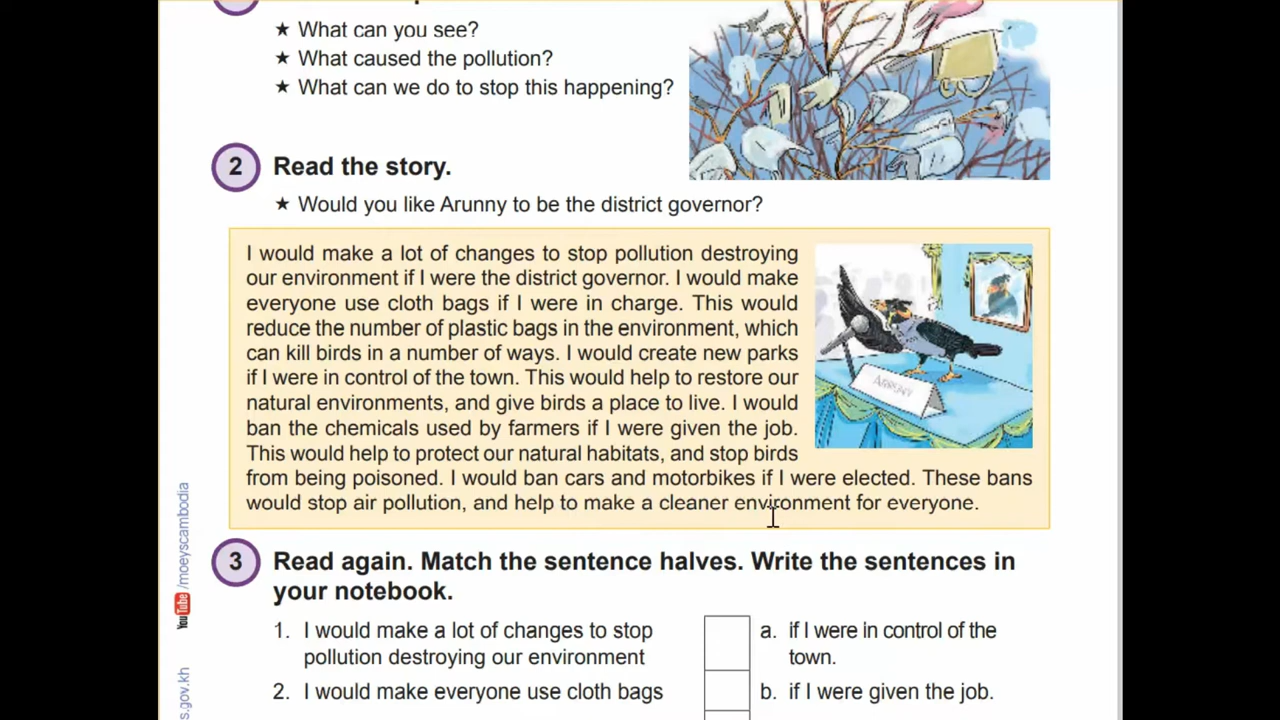 ★ What can you see?
★ What caused the pollution?
★ What can we do to stop this happening?
2 Read the story.
★ Would you like Arunny to be the district governor?
I would make a lot of changes to stop pollution destroying
our environment if I were the district governor. I would make
everyone use cloth bags if I were in charge. This would
reduce the number of plastic bags in the environment, which
can kill birds in a number of ways. I would create new parks
if I were in control of the town. This would help to restore our
natural environments, and give birds a place to live. I would
ban the chemicals used by farmers if I were given the job.
This would help to protect our natural habitats, and stop birds
from being poisoned. I would ban cars and motorbikes if I were elected. These bans
would stop air pollution, and help to make a cleaner environment for everyone.
ARUNNY
3 Read again. Match the sentence halves. Write the sentences in
your notebook.
1. I would make a lot of changes to stop
pollution destroying our environment
a. if I were in control of the
town.
2. I would make everyone use cloth bags
b. if I were given the job.
YouTube /moeyscambodia
s.gov.kh